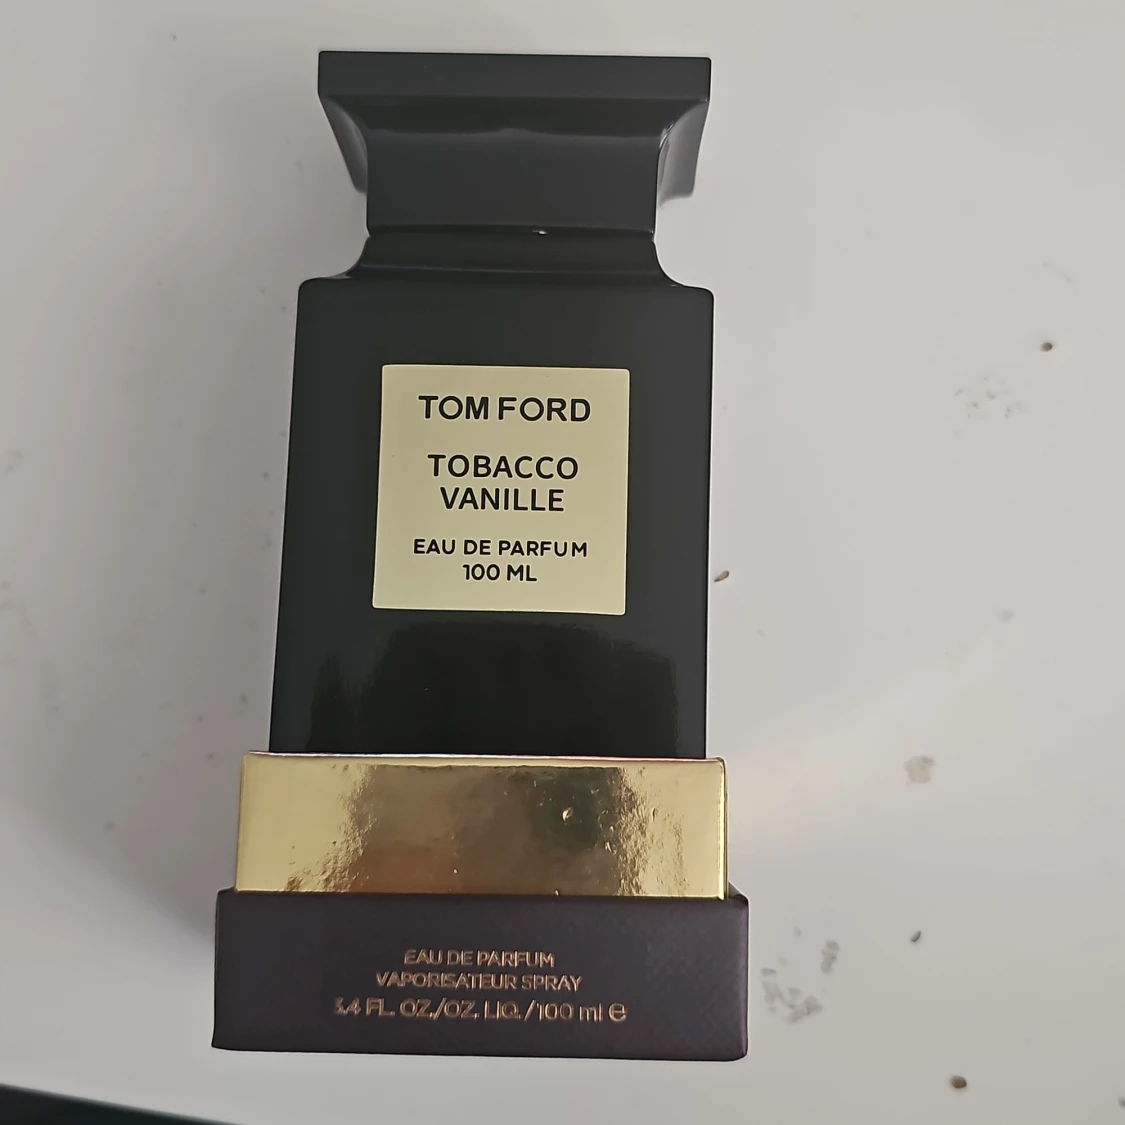 TOM FORD
TOBACCO
VANILLE
EAU DE PARFUM
100 ML
EAU DE PARFUM
VAPORISATEUR SPRAY
3.4 FL. OZ./OZ. LIQ./100 ml ℮